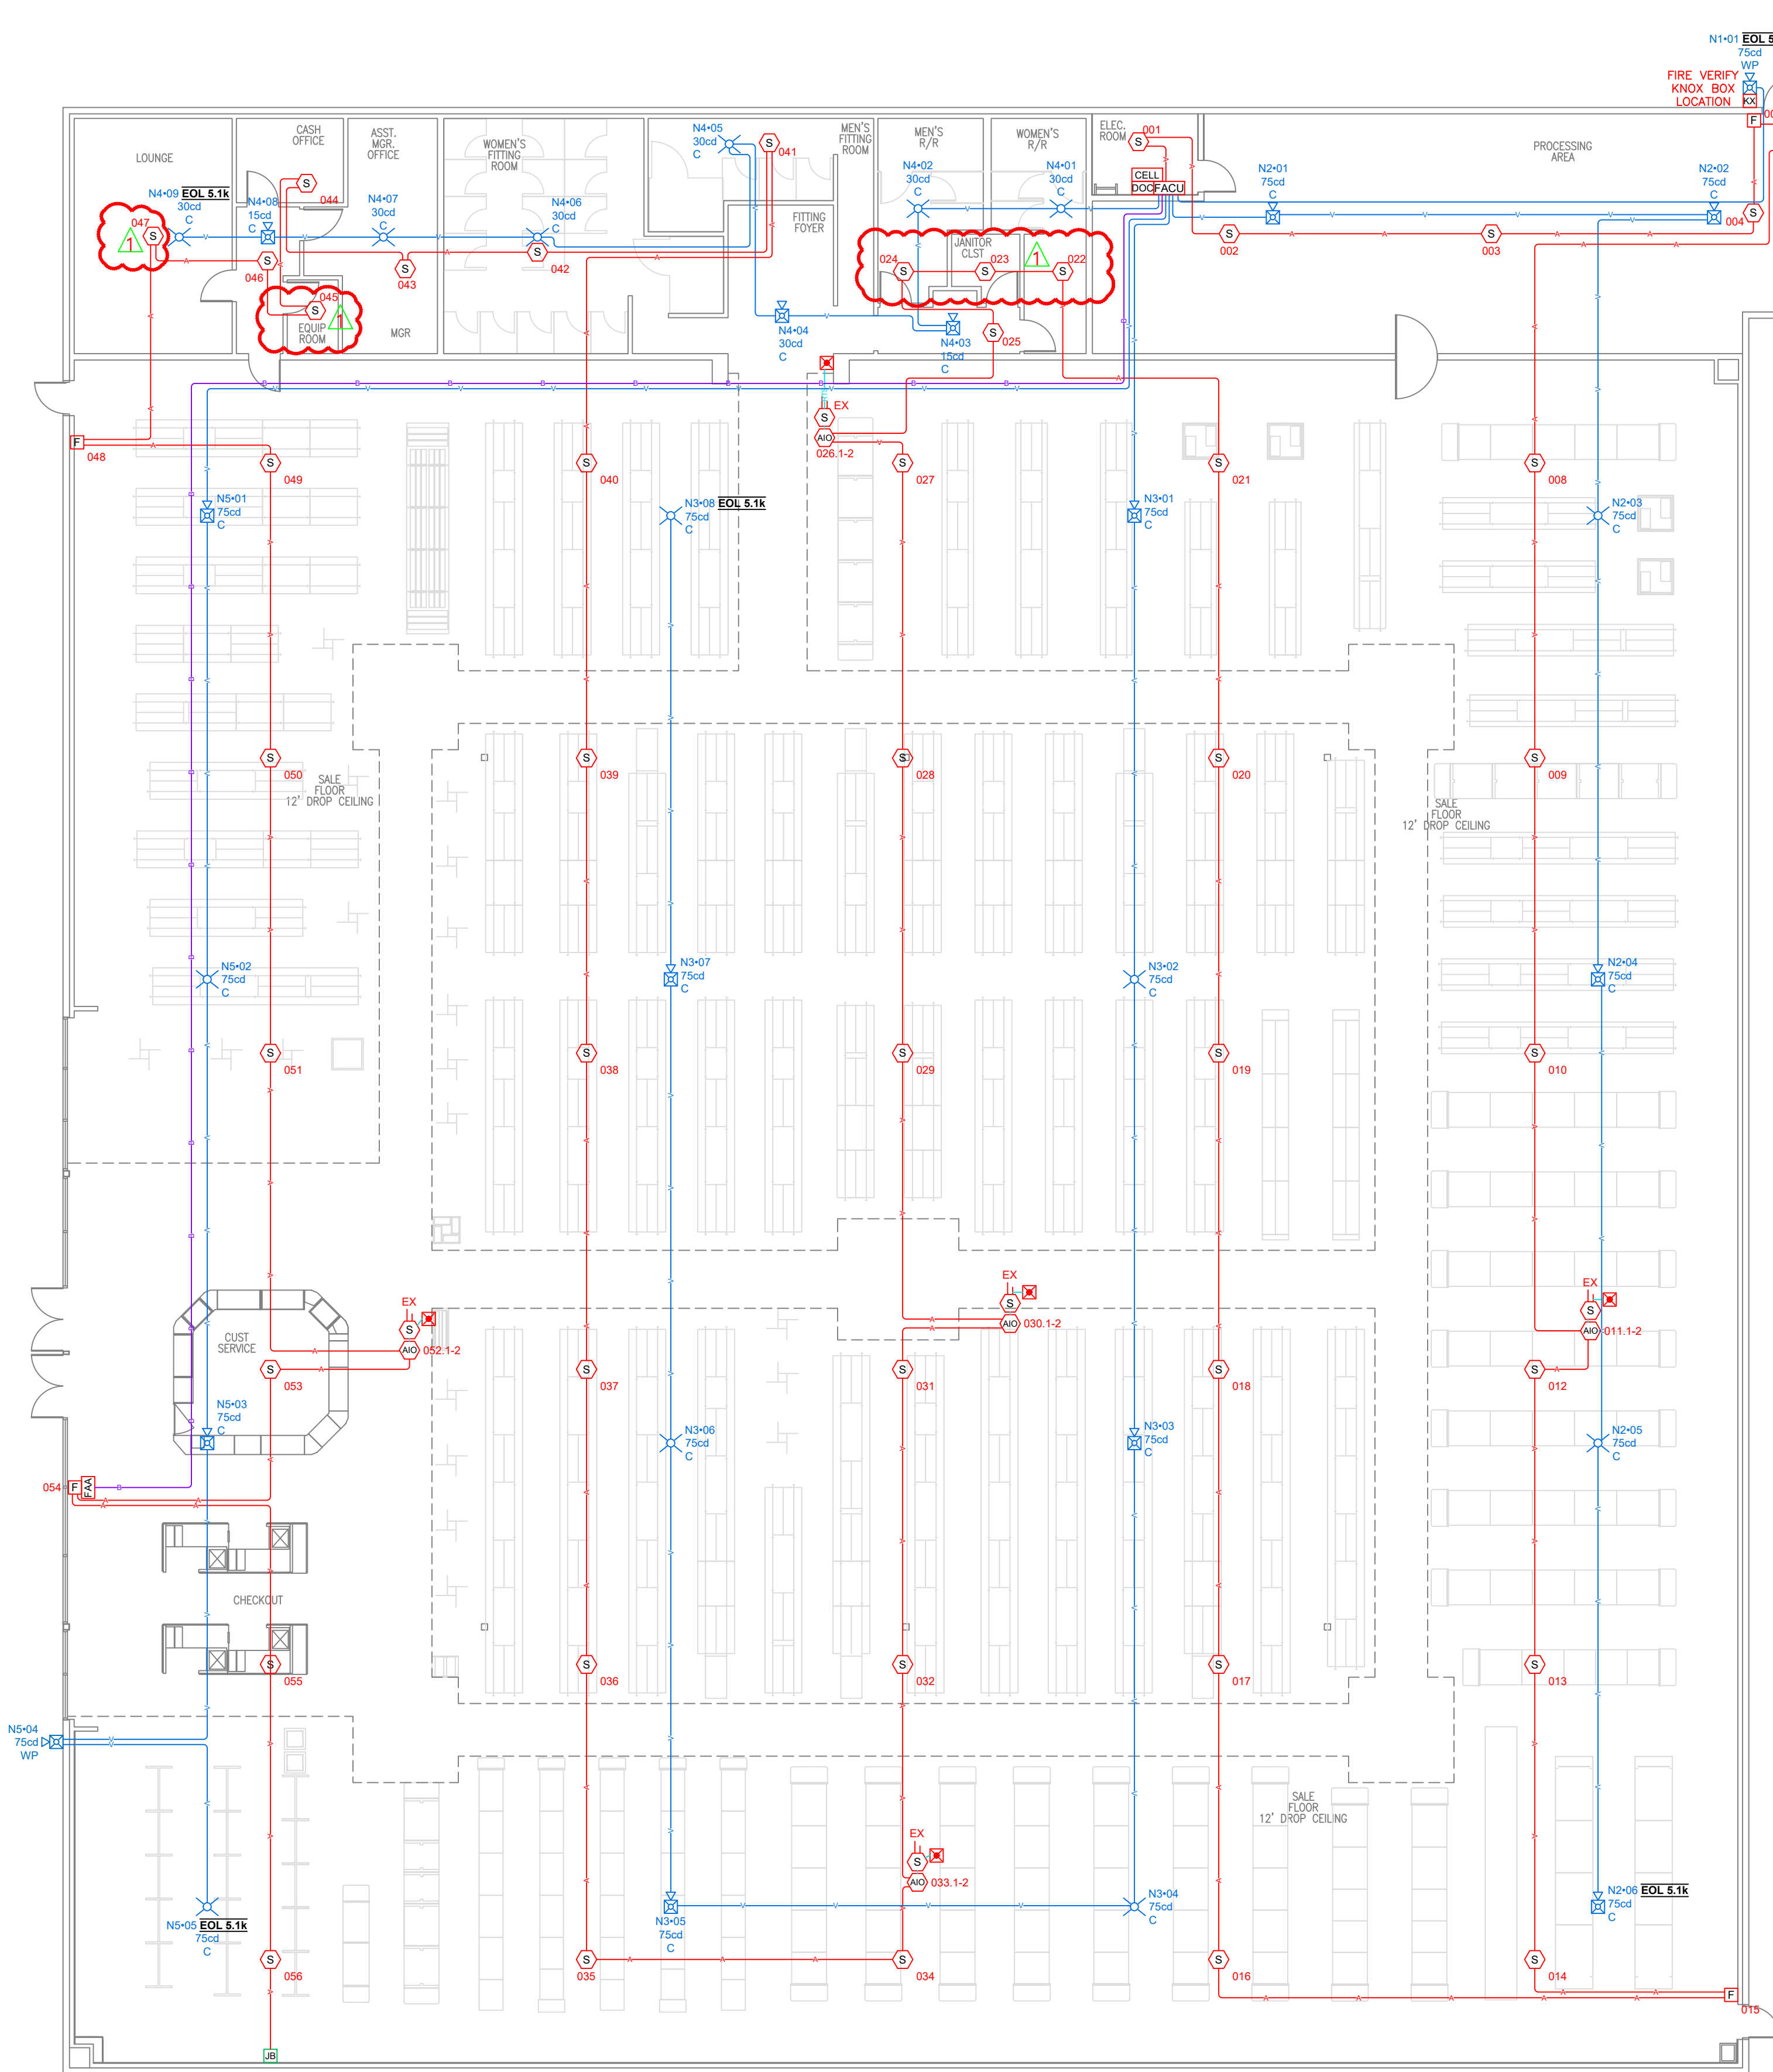 N1•01 EOL 5
75cd
WP
FIRE VERIFY
KNOX BOX
LOCATION
KX
F
00
LOUNGE
CASH
OFFICE
ASST.
MGR.
OFFICE
WOMEN'S
FITTING
ROOM
N4•05
30cd
C
S
041
MEN'S
FITTING
ROOM
MEN'S
R/R
WOMEN'S
R/R
ELEC.
ROOM
001
S
PROCESSING
AREA
N4•09 EOL 5.1k
30cd
C
S
044
N4•08
15cd
C
N4•07
30cd
C
N4•06
30cd
C
N4•02
30cd
C
N4•01
30cd
C
CELL
DOC FACU
N2•01
75cd
C
N2•02
75cd
C
FITTING
FOYER
047
S
1
S
046
S
043
S
042
JANITOR
CLST
024
S
023
S
022
S
1
S
002
S
003
S
004
045
S
1
EQUIP
ROOM
MGR
N4•04
30cd
C
N4•03
15cd
C
S
025
EX
S
AIO
026.1-2
F
048
S
049
S
040
S
027
S
021
S
008
N5•01
75cd
C
N3•08 EOL 5.1k
75cd
C
N3•01
75cd
C
N2•03
75cd
C
S
050
SALE
FLOOR
12' DROP CEILING
S
039
S
028
S
020
S
009
SALE
FLOOR
12' DROP CEILING
N5•02
75cd
C
N3•07
75cd
C
N3•02
75cd
C
N2•04
75cd
C
S
051
S
038
S
029
S
019
S
010
EX
S
AIO
052.1-2
EX
S
AIO
030.1-2
EX
S
AIO
011.1-2
CUST
SERVICE
S
053
S
037
S
031
S
018
S
012
N5•03
75cd
C
N3•06
75cd
C
N3•03
75cd
C
N2•05
75cd
C
054
F
FAA
CHECKOUT
S
055
S
036
S
032
S
017
S
013
N5•04
75cd
WP
SALE
FLOOR
12' DROP CEILING
EX
S
AIO
033.1-2
N5•05 EOL 5.1k
75cd
C
N3•05
75cd
C
N3•04
75cd
C
N2•06 EOL 5.1k
75cd
C
S
056
S
035
S
034
S
016
S
014
F
015
JB